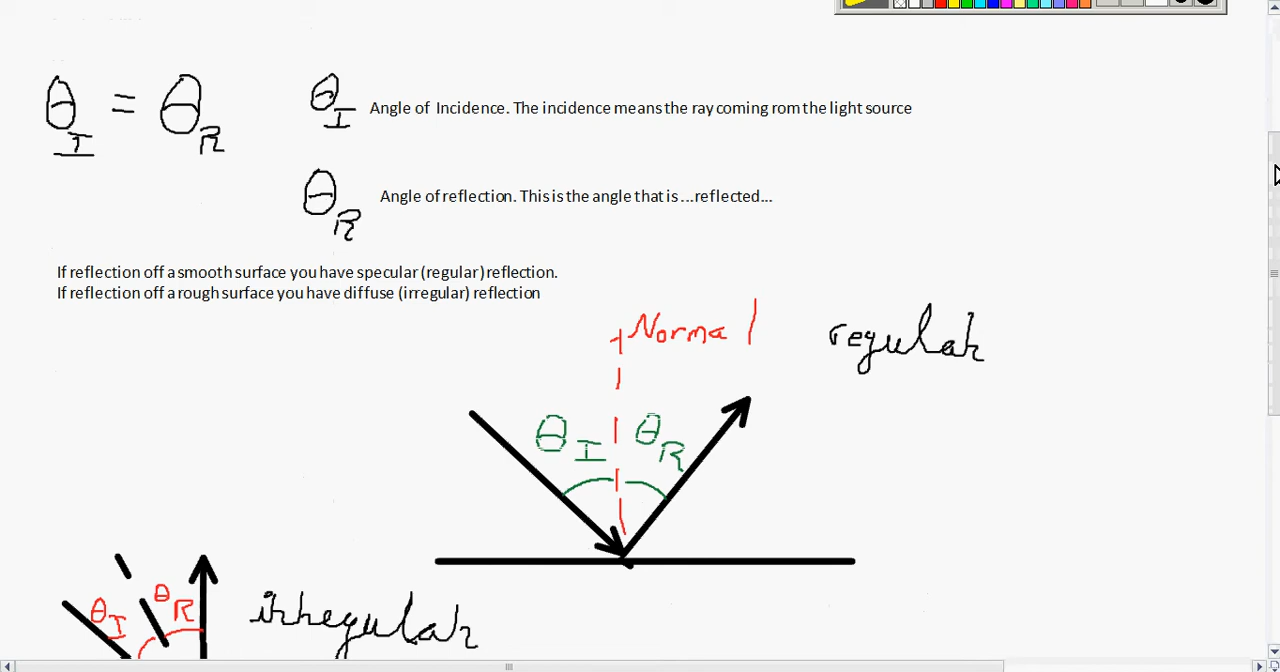 θI = θR
θI Angle of Incidence. The incidence means the ray coming rom the light source
θR Angle of reflection. This is the angle that is ...reflected...
If reflection off a smooth surface you have specular (regular) reflection.
If reflection off a rough surface you have diffuse (irregular) reflection
Normal
regular
θI θR
θI θR
irregular